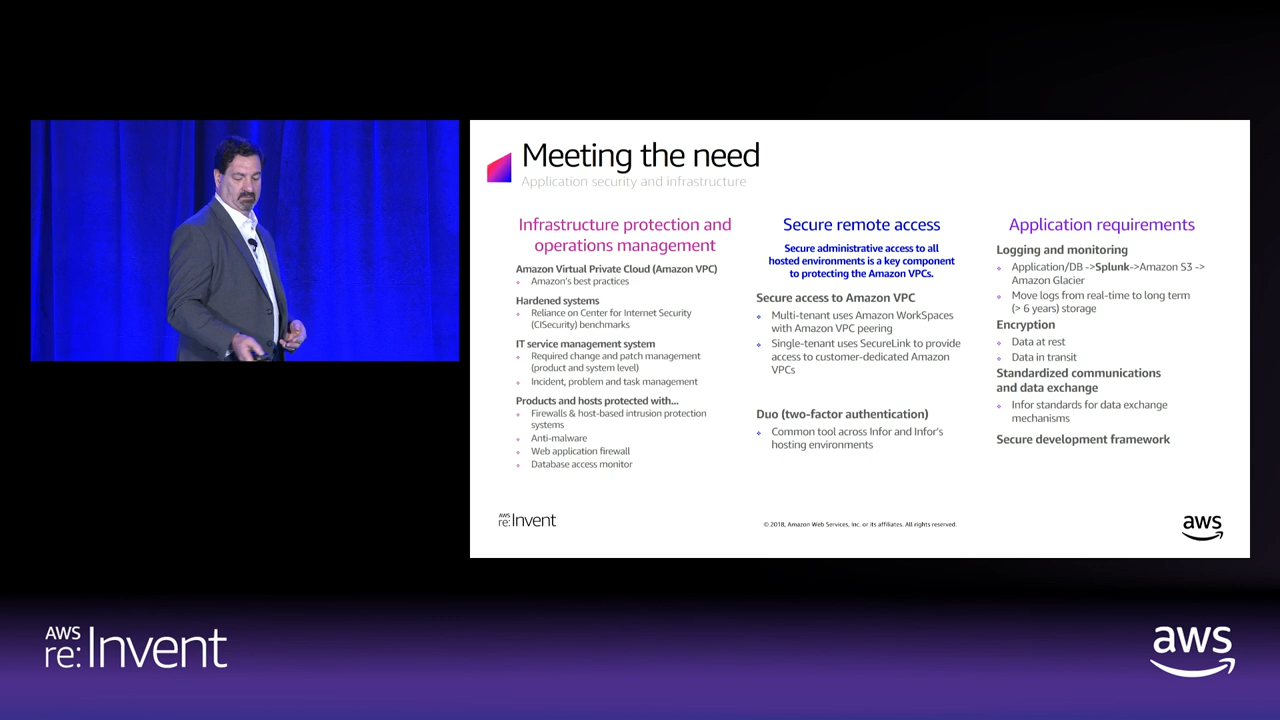 Meeting the need
Application security and infrastructure
Infrastructure protection and
operations management
Amazon Virtual Private Cloud (Amazon VPC)
Amazon's best practices
Hardened systems
Reliance on Center for Internet Security
(CISecurity) benchmarks
IT service management system
Required change and patch management
(product and system level)
Incident, problem and task management
Products and hosts protected with...
Firewalls & host-based intrusion protection
systems
Anti-malware
Web application firewall
Database access monitor
Secure remote access
Secure administrative access to all
hosted environments is a key component
to protecting the Amazon VPCs.
Secure access to Amazon VPC
Multi-tenant uses Amazon WorkSpaces
with Amazon VPC peering
Single-tenant uses SecureLink to provide
access to customer-dedicated Amazon
VPCs
Duo (two-factor authentication)
Common tool across Infor and Infor's
hosting environments
Application requirements
Logging and monitoring
Application/DB ->Splunk->Amazon S3 ->
Amazon Glacier
Move logs from real-time to long term
(> 6 years) storage
Encryption
Data at rest
Data in transit
Standardized communications
and data exchange
Infor standards for data exchange
mechanisms
Secure development framework
AWS
re:Invent
© 2018, Amazon Web Services, Inc. or its affiliates. All rights reserved.
aws
AWS
re:Invent
aws